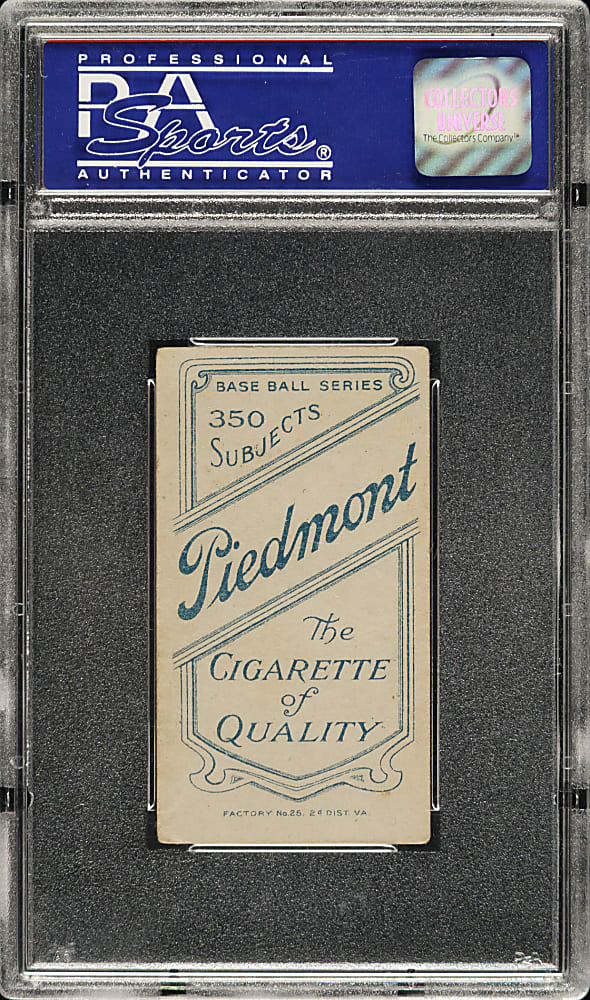 PROFESSIONAL
PSA
Sports®
AUTHENTICATOR
COLLECTORS
UNIVERSE
The Collectors Company™
BASE BALL SERIES
350
SUBJECTS
Piedmont
The
CIGARETTE
of
QUALITY
FACTORY No. 25, 2d DIST. VA.